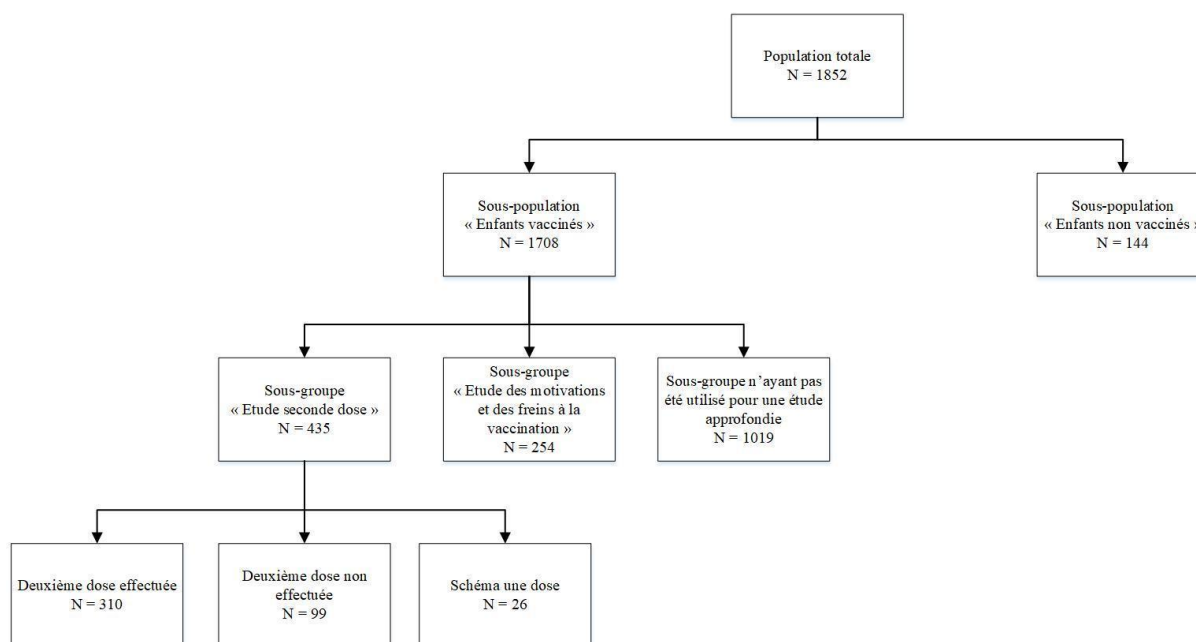 Population totale
N = 1852
Sous-population
« Enfants vaccinés »
N = 1708
Sous-population
« Enfants non vaccinés »
N = 144
Sous-groupe
« Etude seconde dose »
N = 435
Sous-groupe
« Etude des motivations
et des freins à la
vaccination »
N = 254
Sous-groupe n’ayant pas
été utilisé pour une étude
approfondie
N = 1019
Deuxième dose effectuée
N = 310
Deuxième dose non
effectuée
N = 99
Schéma une dose
N = 26